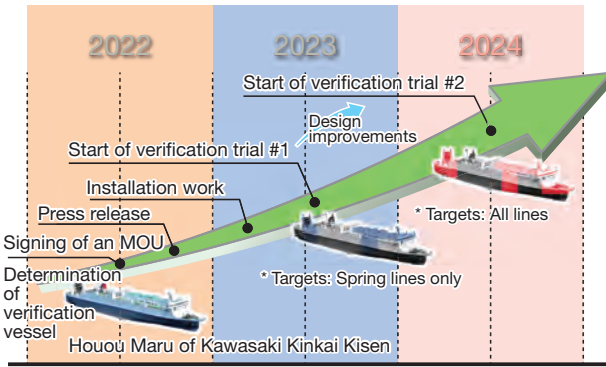 2022
2023
2024
Start of verification trial #2
Design
improvements
Start of verification trial #1
Installation work
Press release
Signing of an MOU
Determination
of
verification
vessel
* Targets: All lines
* Targets: Spring lines only
Houou Maru of Kawasaki Kinkai Kisen